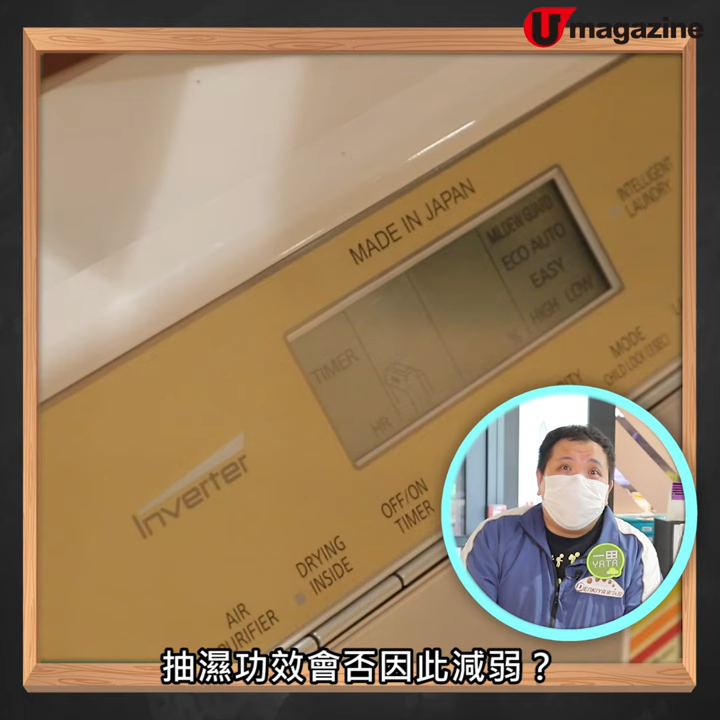 U magazine
MADE IN JAPAN
INTELLIGENT
LAUNDRY
MILDEW GUARD
ECO AUTO
EASY
HIGH LOW
%
TIMER
HR
MODE
CHILD LOCK (3SEC)
Inverter
OFF/ON
TIMER
DRYING
INSIDE
AIR
PURIFIER
一田
YATA
抽濕功效會否因此減弱？